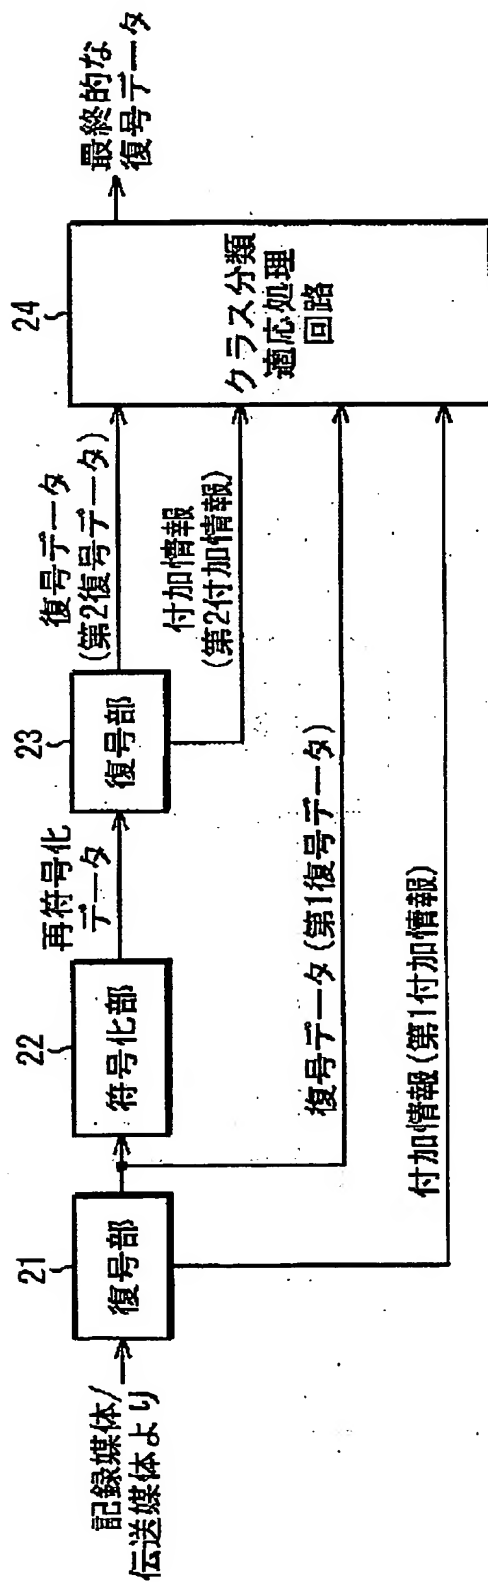 記録媒体/
伝送媒体より
21
復号部
22
符号化部
再符号化
データ
23
復号部
復号データ
(第2復号データ)
付加情報
(第2付加情報)
復号データ(第1復号データ)
付加情報(第1付加情報)
24
クラス分類
適応処理
回路
最終的な
復号データ